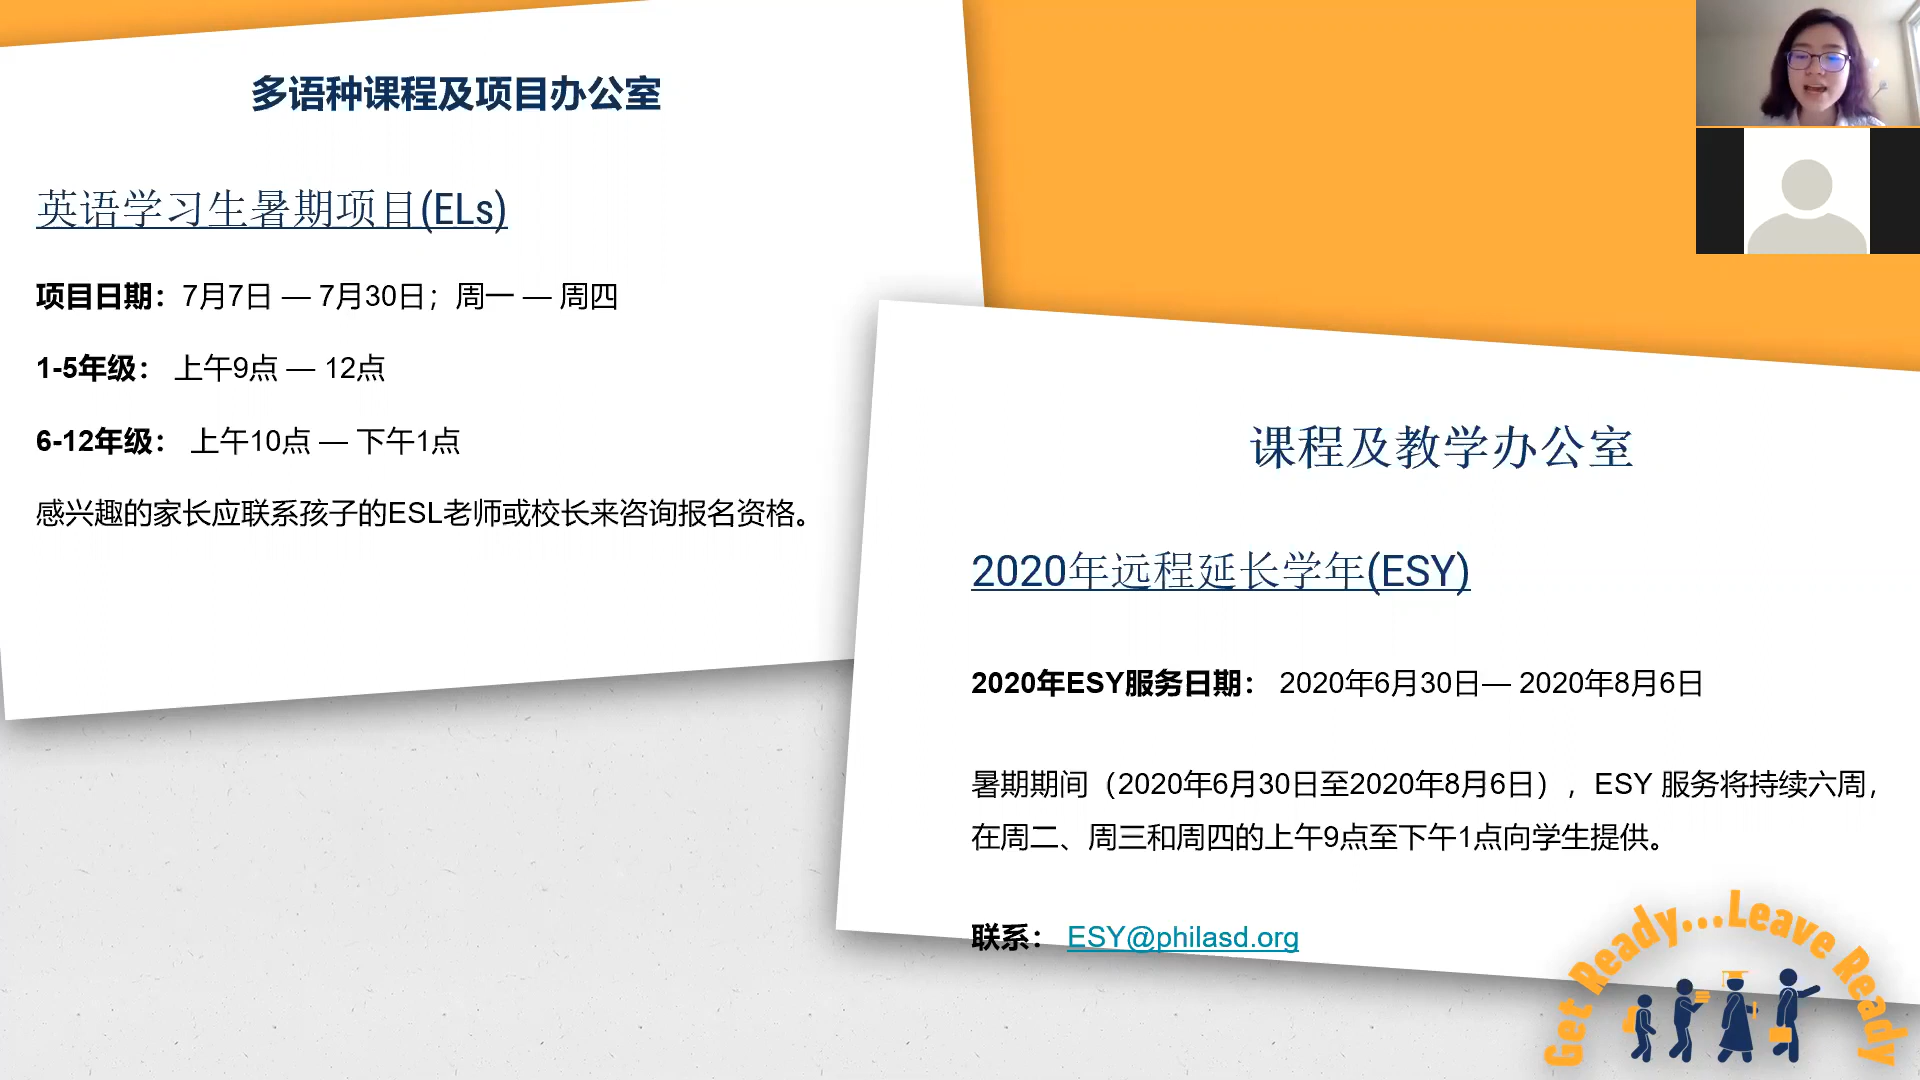 多语种课程及项目办公室
英语学习生暑期项目(ELs)
项目日期：7月7日 — 7月30日；周一 — 周四
1-5年级： 上午9点 — 12点
6-12年级： 上午10点 — 下午1点
感兴趣的家长应联系孩子的ESL老师或校长来咨询报名资格。
课程及教学办公室
2020年远程延长学年(ESY)
2020年ESY服务日期： 2020年6月30日— 2020年8月6日
暑期期间（2020年6月30日至2020年8月6日），ESY 服务将持续六周，
在周二、周三和周四的上午9点至下午1点向学生提供。
联系： ESY@philasd.org
Get Ready...Leave Ready